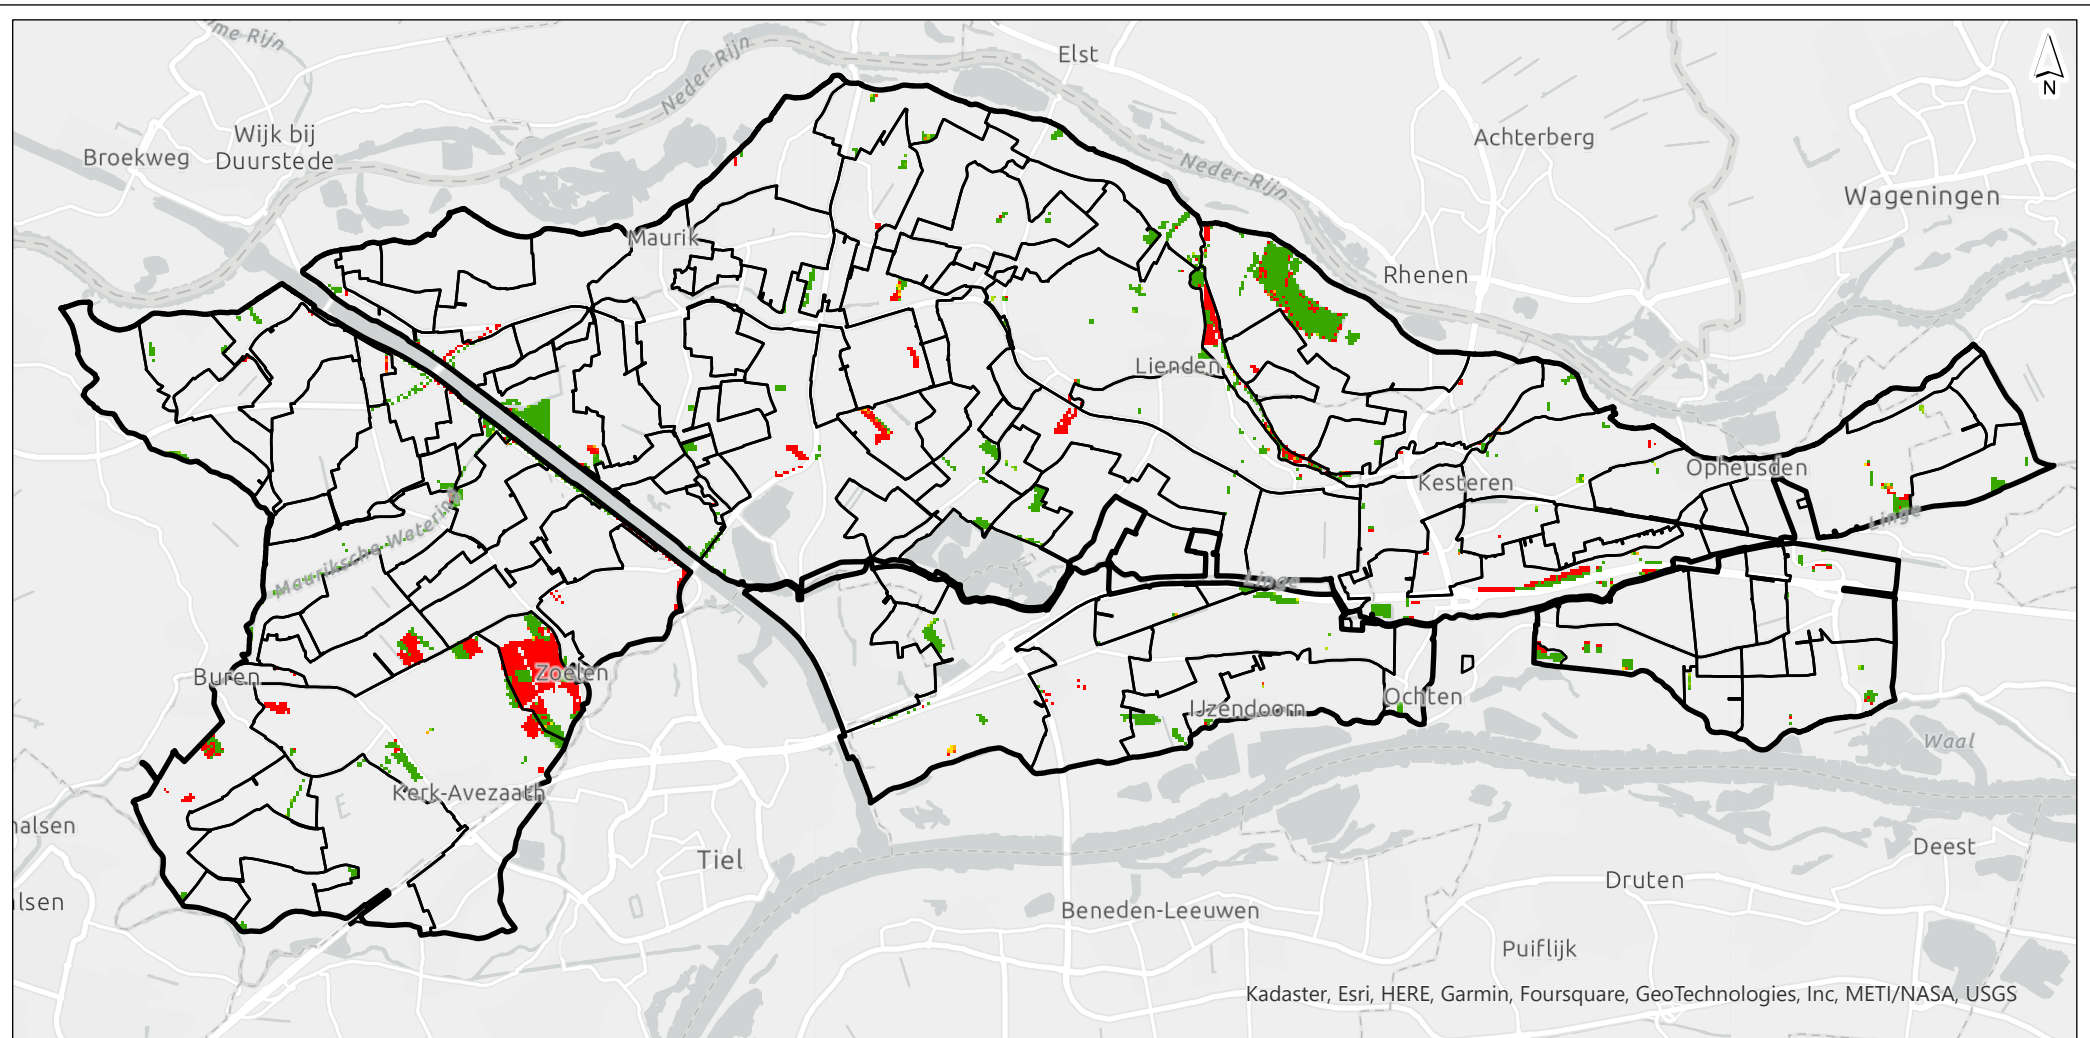 me Rijn
Neder-Rijn
Elst
N
Wijk bij
Duurstede
Broekweg
Achterberg
Neder-Rijn
Wageningen
Maurik
Rhenen
Lienden
Opheusden
Kesteren
Linge
Mauriksche Wetering
Linge
Buren
Zoelen
Ochten
IJzendoorn
Waal
Kerk-Avezaath
E
nalsen
Tiel
Deest
Druten
alsen
Beneden-Leeuwen
Puiflijk
Kadaster, Esri, HERE, Garmin, Foursquare, GeoTechnologies, Inc, METI/NASA, USGS